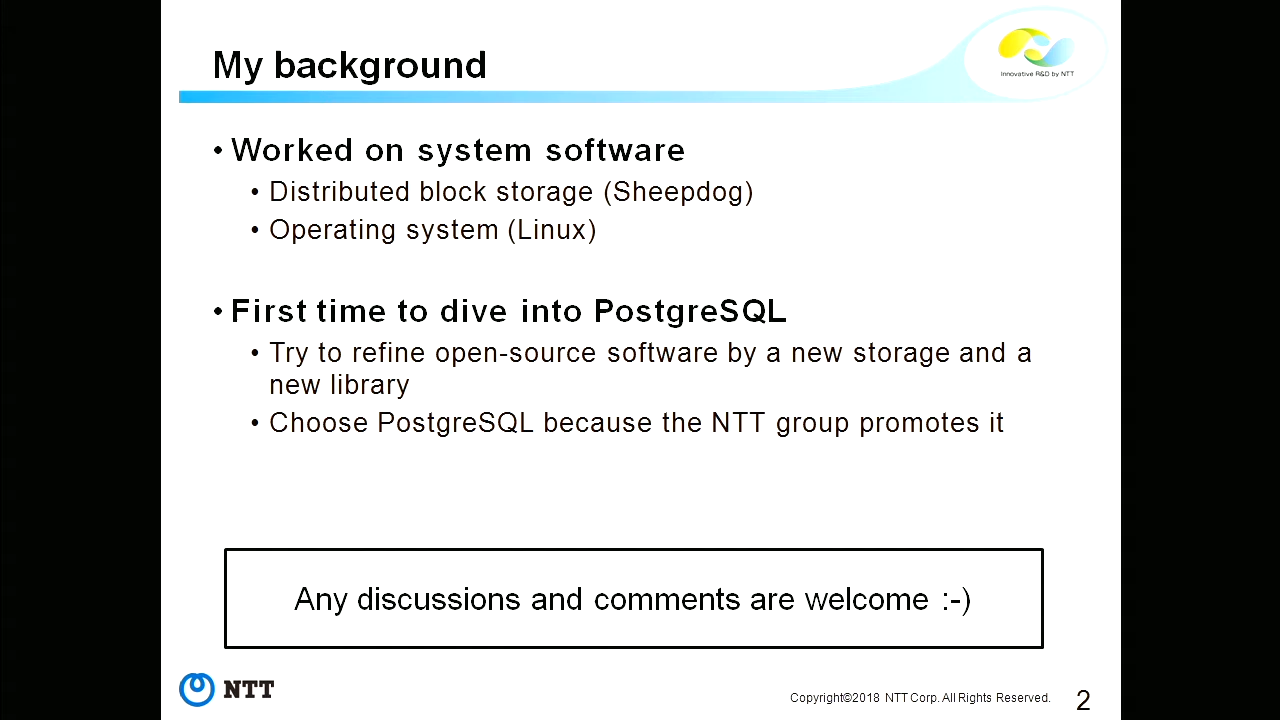 My background
Innovative R&D by NTT
• Worked on system software
• Distributed block storage (Sheepdog)
• Operating system (Linux)
• First time to dive into PostgreSQL
• Try to refine open-source software by a new storage and a
new library
• Choose PostgreSQL because the NTT group promotes it
Any discussions and comments are welcome :-)
NTT
Copyright©2018 NTT Corp. All Rights Reserved.
2